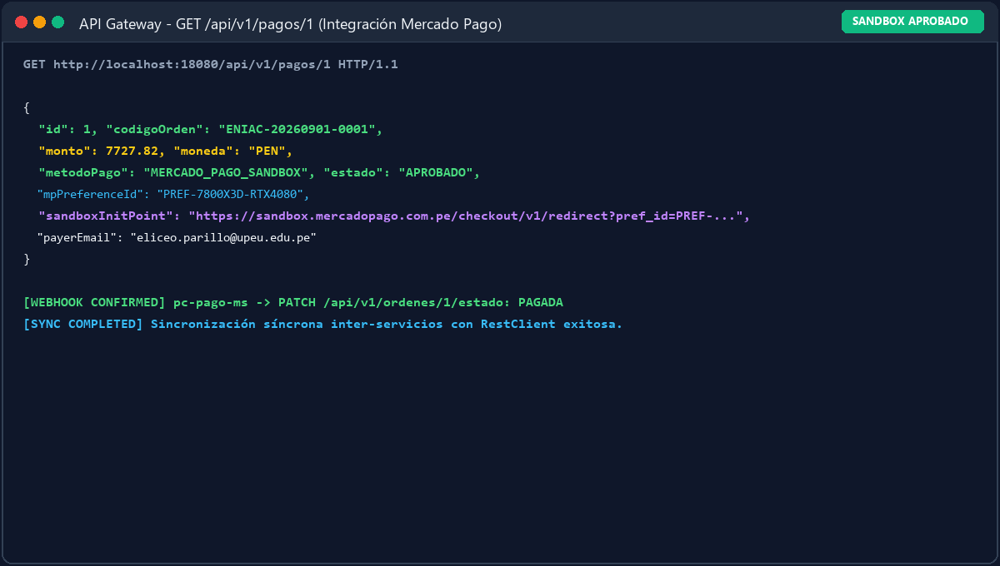 API Gateway - GET /api/v1/pagos/1 (Integración Mercado Pago)
SANDBOX APROBADO
GET http://localhost:18080/api/v1/pagos/1 HTTP/1.1
{
"id": 1, "codigoOrden": "ENIAC-20260901-0001",
"monto": 7727.82, "moneda": "PEN",
"metodoPago": "MERCADO_PAGO_SANDBOX", "estado": "APROBADO",
"mpPreferenceId": "PREF-7800X3D-RTX4080",
"sandboxInitPoint": "https://sandbox.mercadopago.com.pe/checkout/v1/redirect?pref_id=PREF-...",
"payerEmail": "eliceo.parillo@upeu.edu.pe"
}
[WEBHOOK CONFIRMED] pc-pago-ms -> PATCH /api/v1/ordenes/1/estado: PAGADA
[SYNC COMPLETED] Sincronización síncrona inter-servicios con RestClient exitosa.